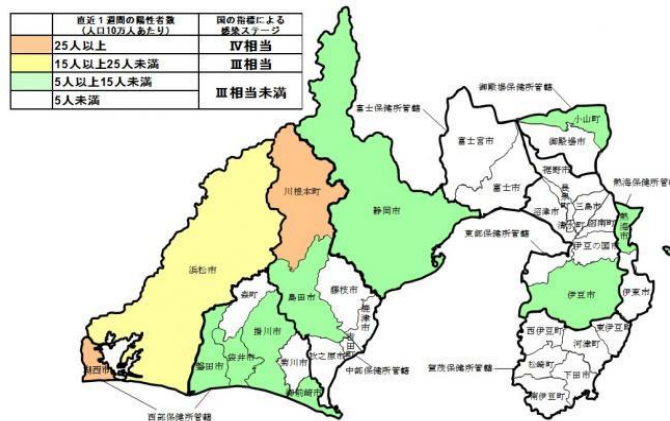 直近1週間の陽性者数
(人口10万人あたり)
国の指標による
感染ステージ
25人以上
Ⅳ相当
15人以上25人未満
Ⅲ相当
5人以上15人未満
Ⅲ相当未満
5人未満
御殿場保健所管轄
小山町
富士保健所管轄
御殿場市
富士宮市
裾野市
熱海保健所管轄
富士市
長泉町
三島市
川根本町
沼津市
函南町
静岡市
清水町
熱海市
東部保健所管轄
伊豆の国市
浜松市
伊豆市
伊東市
森町
島田市
藤枝市
焼津市
掛川市
吉田町
西伊豆町
東伊豆町
河津町
湖西市
磐田市
袋井市
菊川市
牧之原市
中部保健所管轄
賀茂保健所管轄
松崎町
下田市
御前崎市
南伊豆町
西部保健所管轄